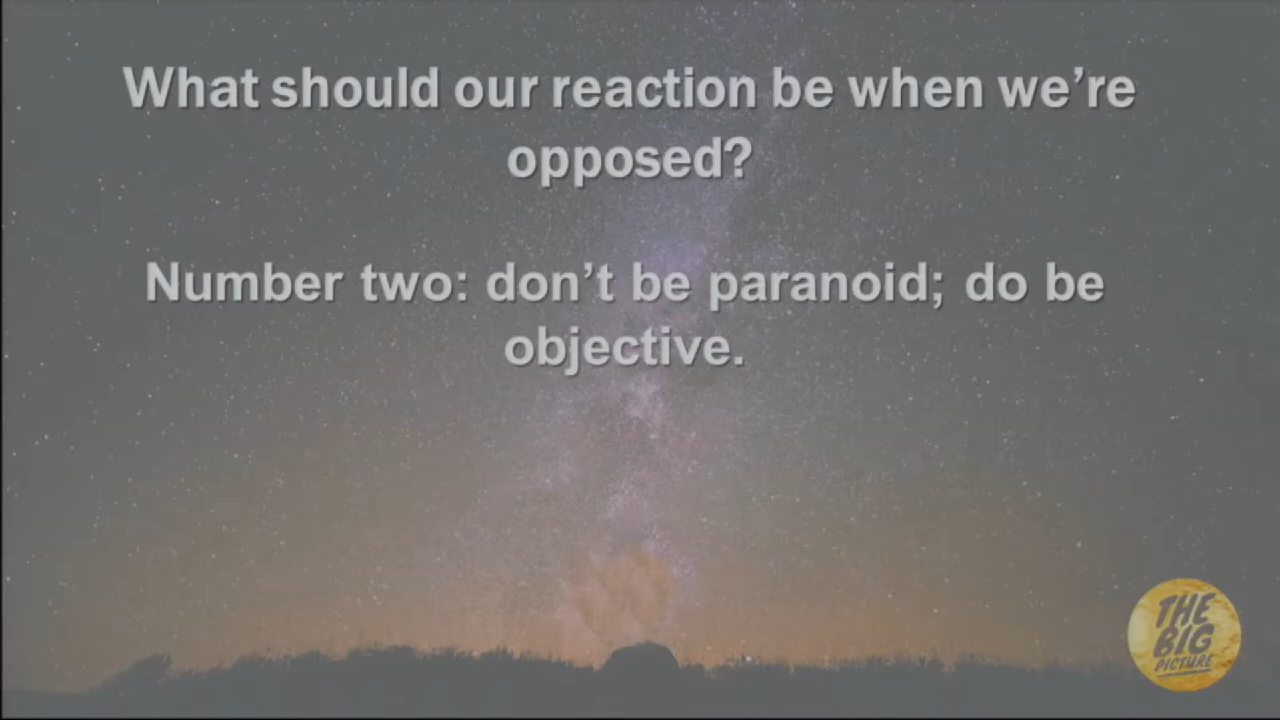 What should our reaction be when we’re
opposed?
Number two: don’t be paranoid; do be
objective.
THE
BIG
PICTURE